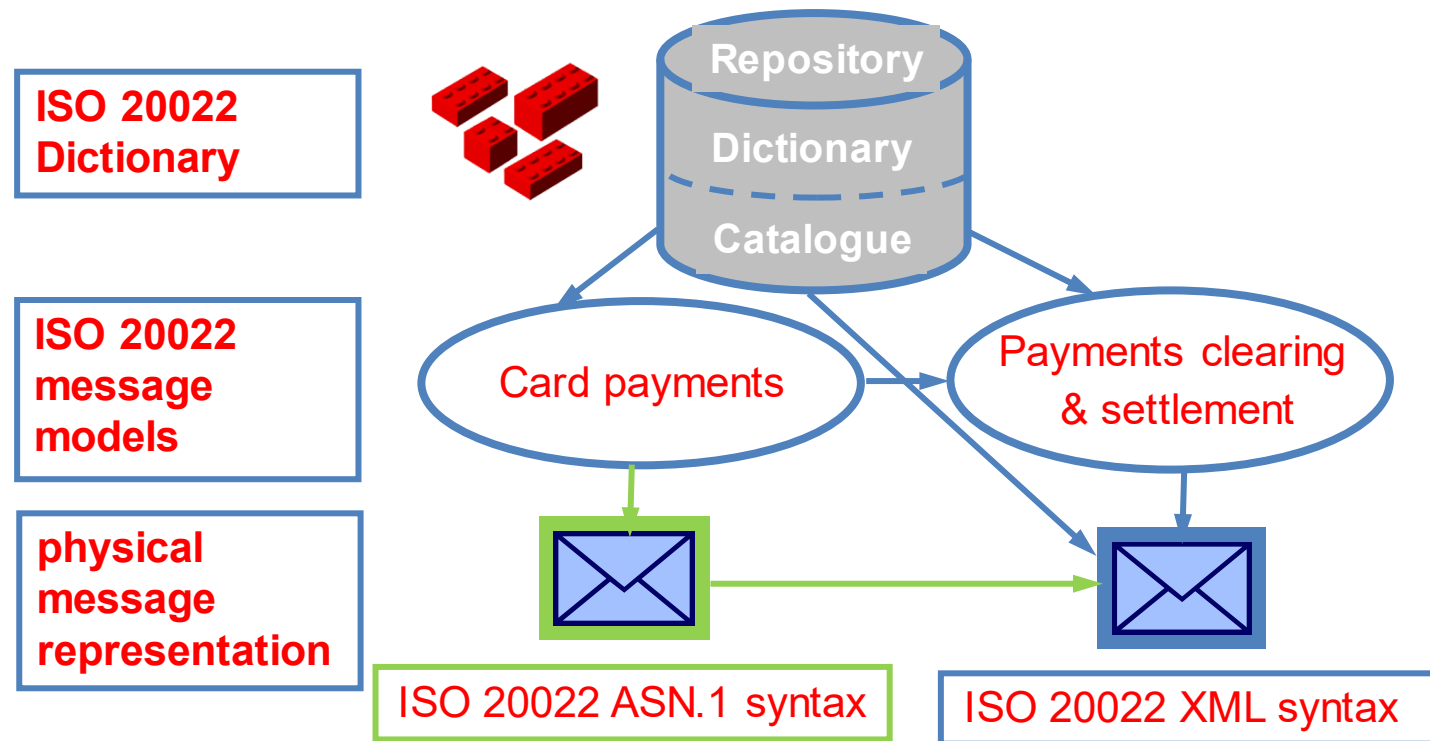 Repository
Dictionary
Catalogue
ISO 20022
Dictionary
ISO 20022
message
models
Card payments
Payments clearing
& settlement
physical
message
representation
ISO 20022 ASN.1 syntax
ISO 20022 XML syntax